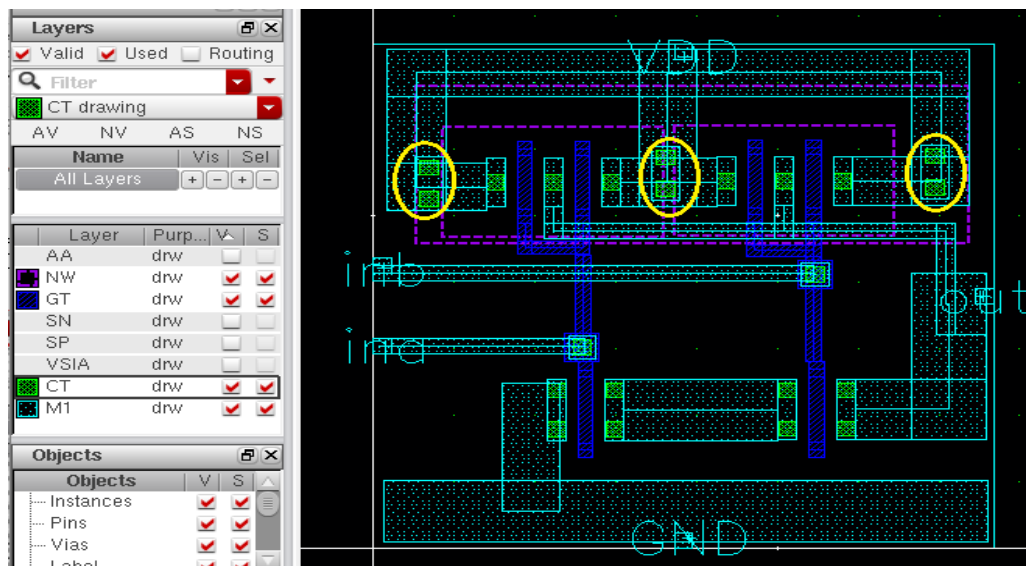 Layers
Valid Used Routing
Filter
CT drawing
AV NV AS NS
Name Vis Sel
All Layers + - + -
Layer Purp... V S
AA drw
NW drw
GT drw
SN drw
SP drw
VSIA drw
CT drw
M1 drw
Objects
Objects V S
Instances
Pins
Vias
Label
VDD
inb
out
ina
GND